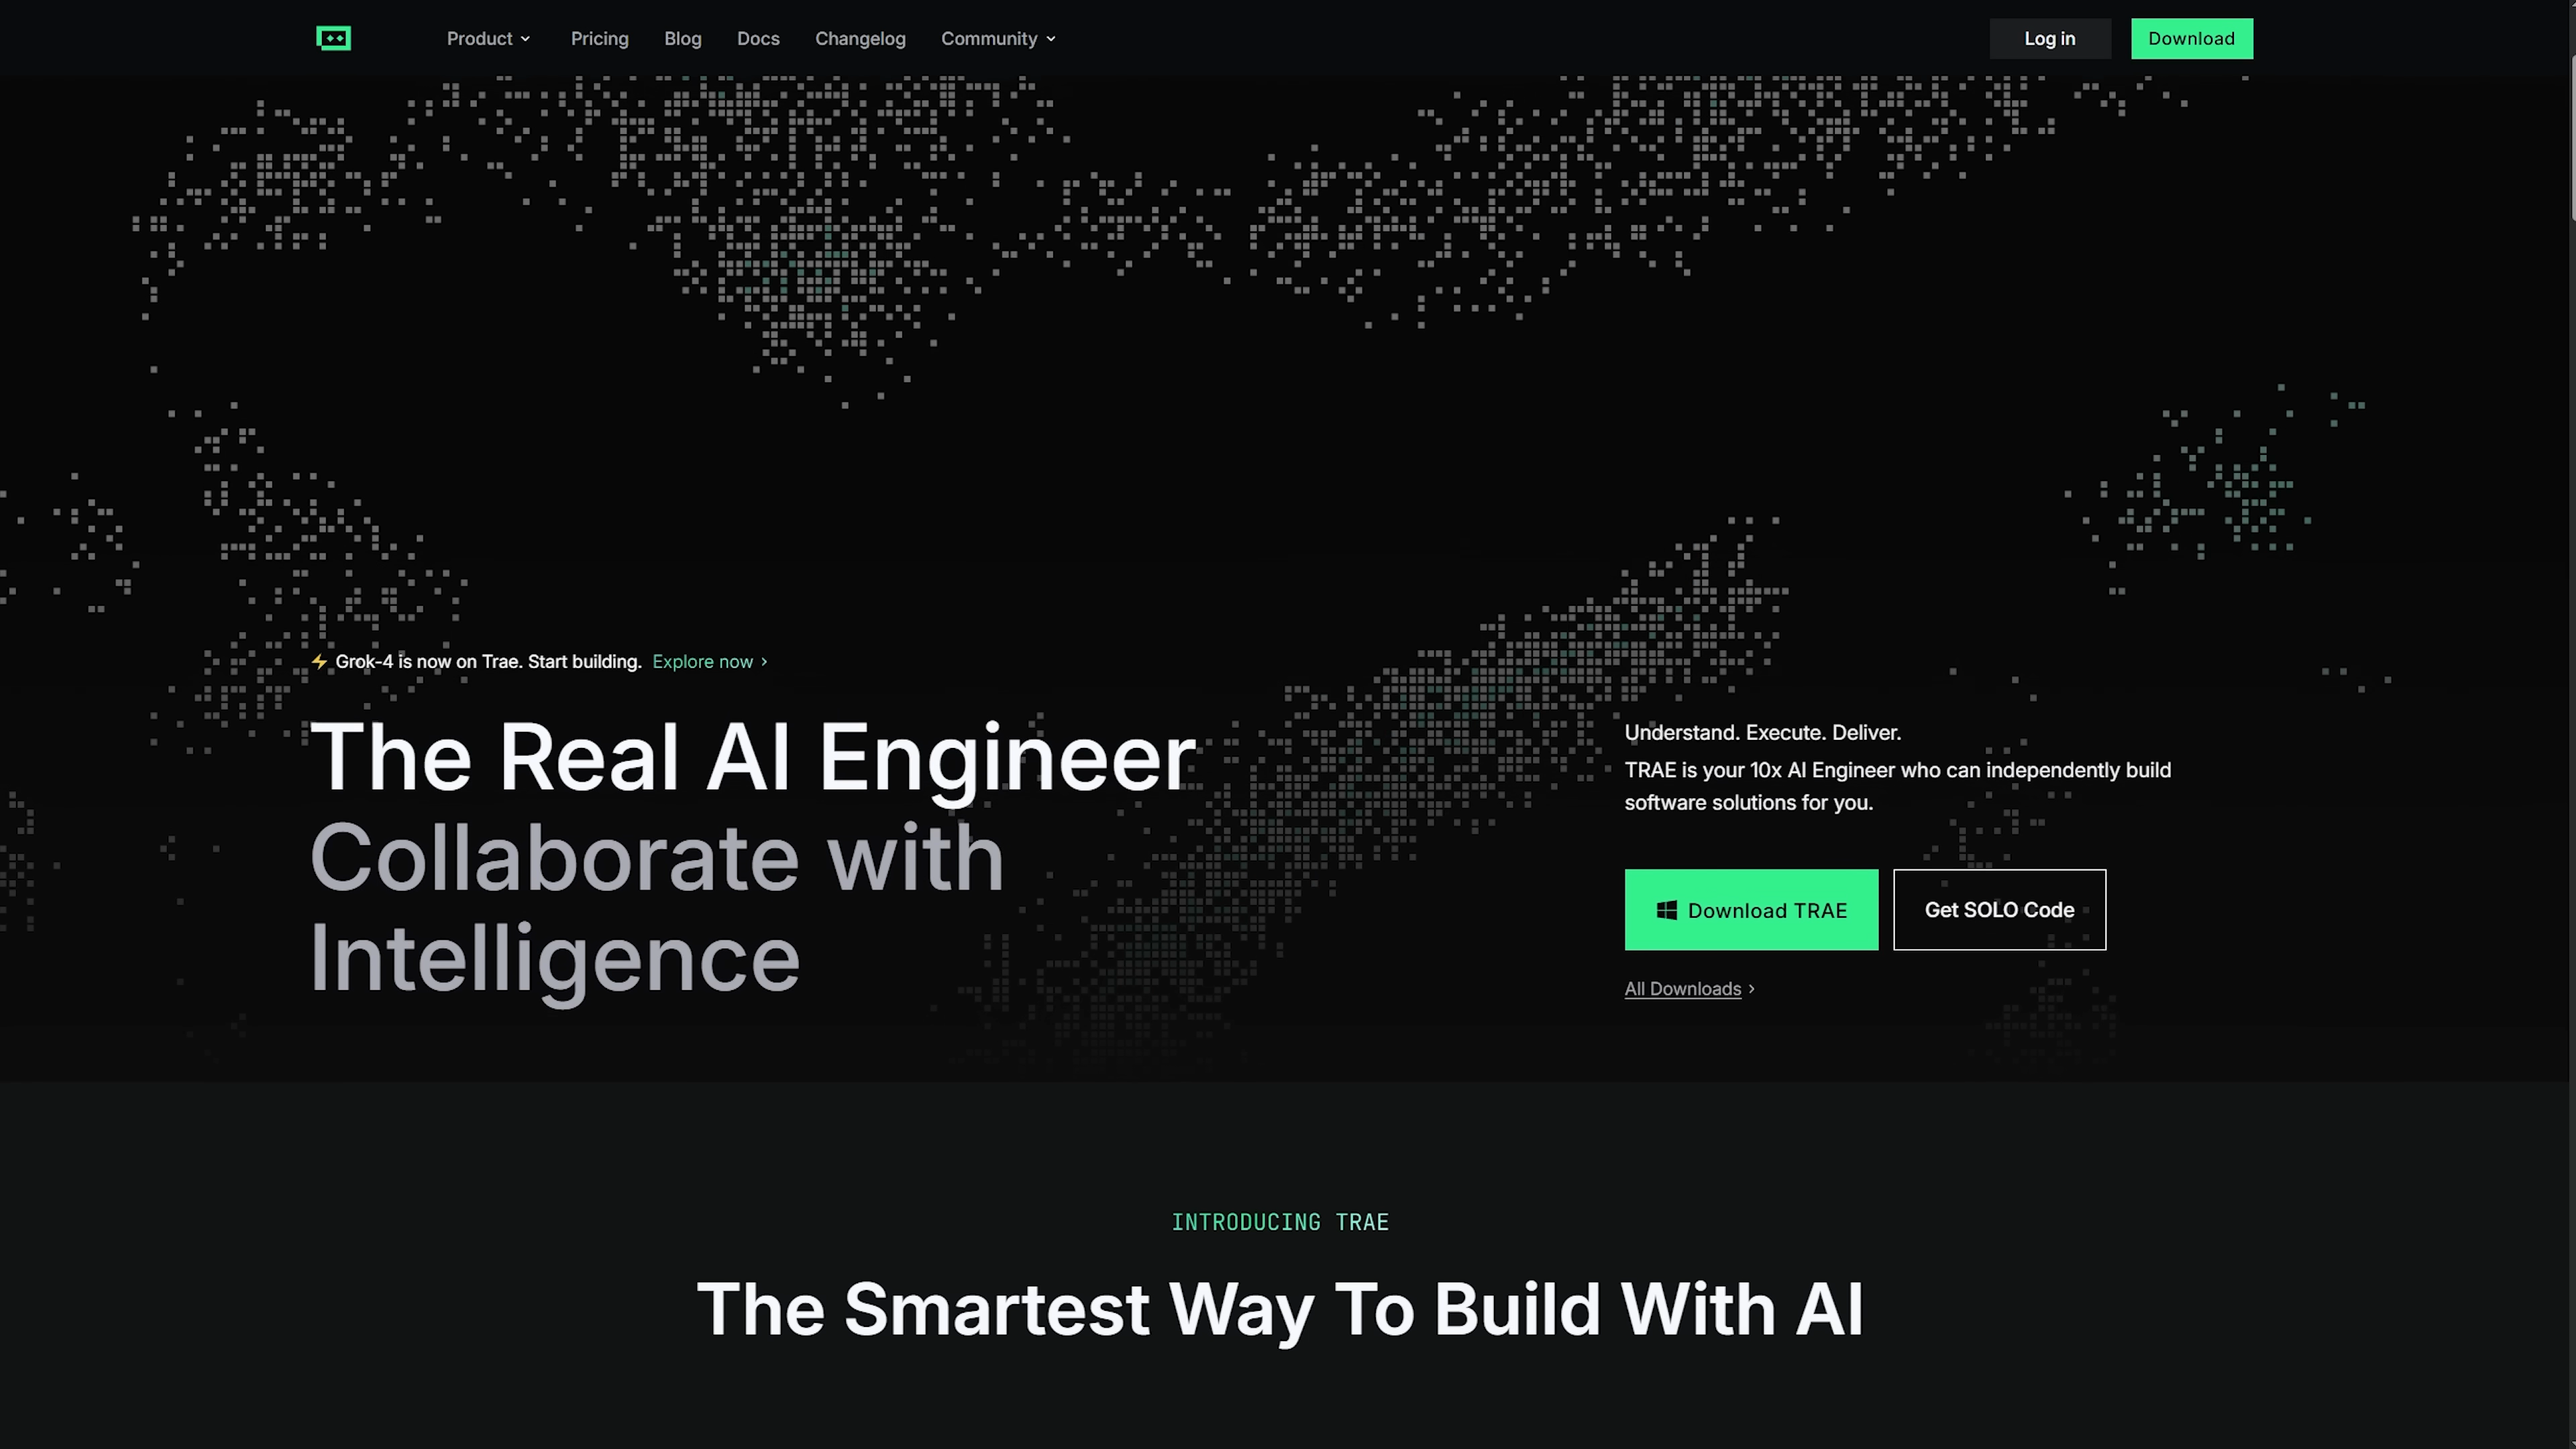 Product
Pricing
Blog
Docs
Changelog
Community
Log in
Download
⚡ Grok-4 is now on Trae. Start building. Explore now ›
The Real AI Engineer
Collaborate with
Intelligence
Understand. Execute. Deliver.
TRAE is your 10x AI Engineer who can independently build
software solutions for you.
Download TRAE
Get SOLO Code
All Downloads ›
INTRODUCING TRAE
The Smartest Way To Build With AI